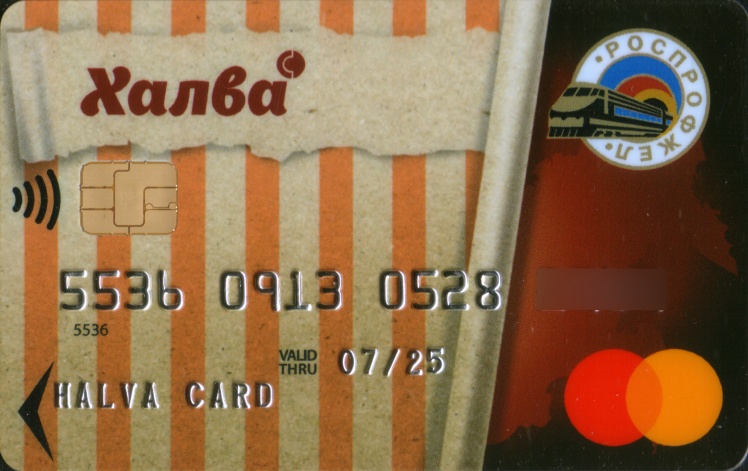 Халва
•РОСПРОФЖЕЛ•
5536 0913 0528
5536
VALID THRU 07/25
HALVA CARD